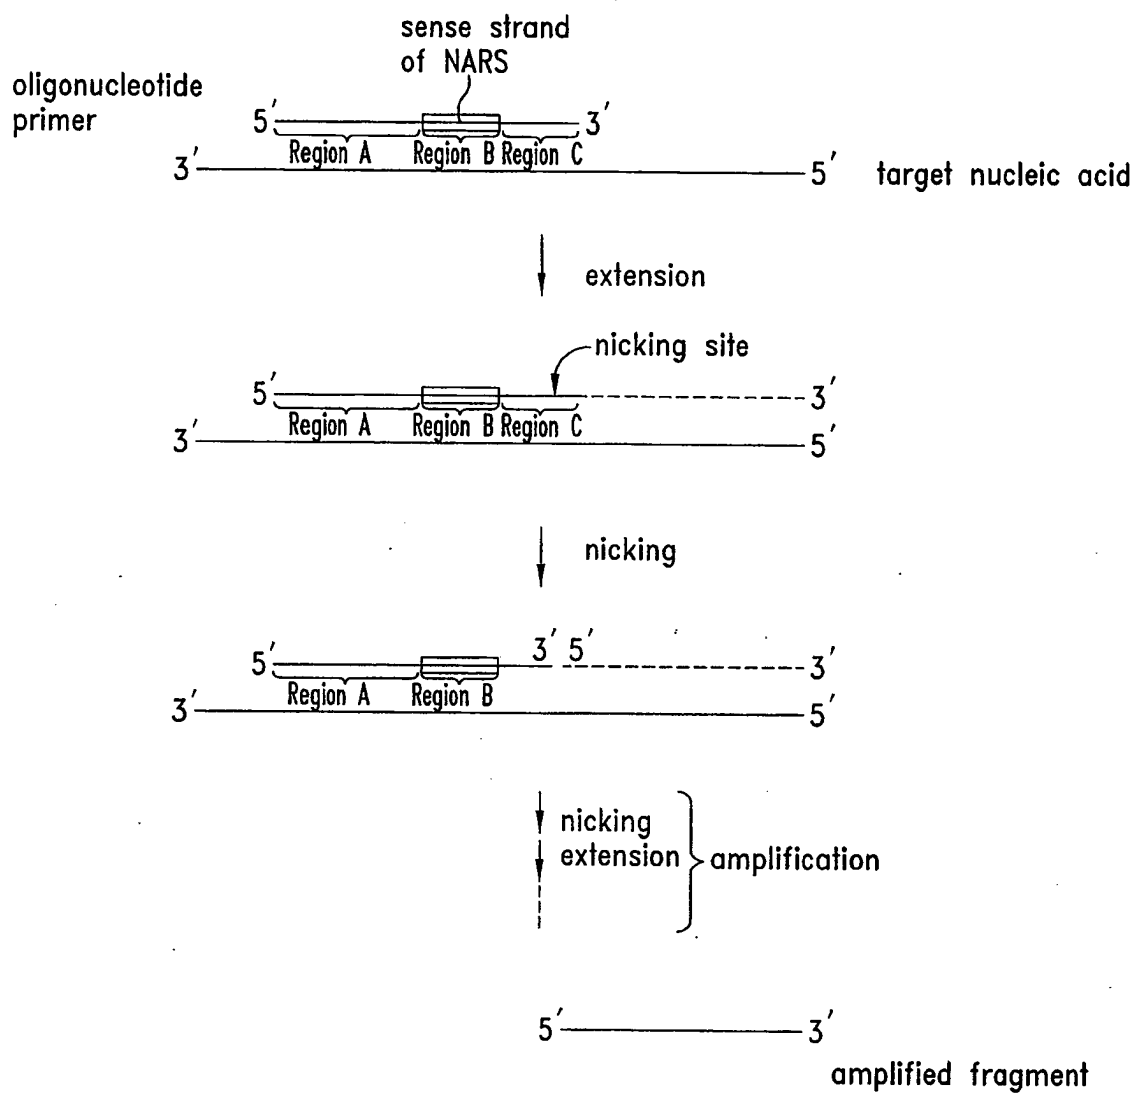 sense strand
of NARS
oligonucleotide
primer
5' 3'
Region A Region B Region C
3' 5' target nucleic acid
extension
nicking site
5' 3'
Region A Region B Region C
3' 5'
nicking
3' 5'
5' 3'
Region A Region B
3' 5'
nicking
extension
amplification
5' 3'
amplified fragment